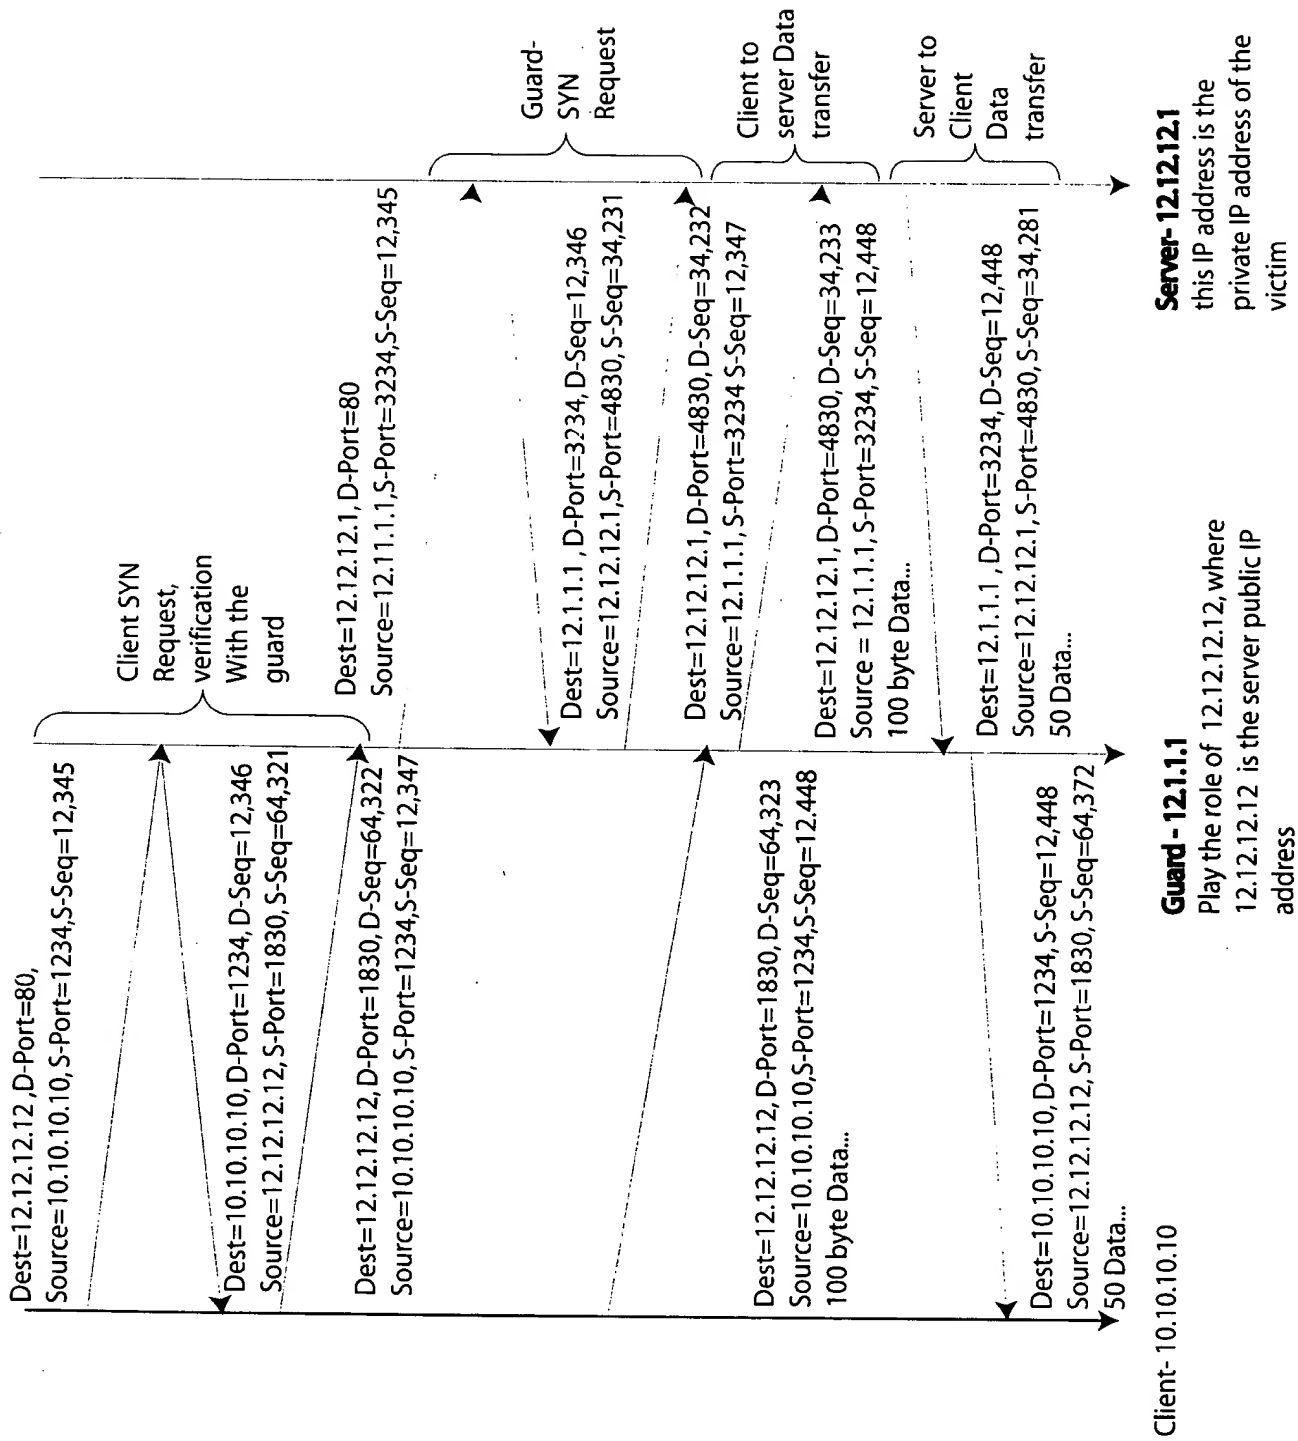 Dest=12.12.12.12 ,D-Port=80,
Source=10.10.10.10, S-Port=1234,S-Seq=12,345
Client SYN
Request,
verification
With the
guard
Dest=10.10.10.10, D-Port=1234, D-Seq=12,346
Source=12.12.12.12, S-Port=1830, S-Seq=64,321
Dest=12.12.12.12, D-Port=1830, D-Seq=64,322
Source=10.10.10.10, S-Port=1234,S-Seq=12,347
Dest=12.12.12.1, D-Port=80
Source=12.11.1.1,S-Port=3234,S-Seq=12,345
Guard-
SYN
Request
Dest=12.1.1.1 , D-Port=3234, D-Seq=12,346
Source=12.12.12.1,S-Port=4830, S-Seq=34,231
Dest=12.12.12.1, D-Port=4830, D-Seq=34,232
Source=12.1.1.1, S-Port=3234 S-Seq=12,347
Client to
server Data
transfer
Dest=12.12.12.12, D-Port=1830, D-Seq=64,323
Source=10.10.10.10,S-Port=1234,S-Seq=12.448
100 byte Data...
Dest=12.12.12.1, D-Port=4830, D-Seq=34,233
Source = 12.1.1.1, S-Port=3234, S-Seq=12,448
100 byte Data...
Server to
Client
Data
transfer
Dest=12.1.1.1 , D-Port=3234, D-Seq=12,448
Source=12.12.12.1, S-Port=4830, S-Seq=34,281
50 Data...
Dest=10.10.10.10, D-Port=1234, S-Seq=12,448
Source=12.12.12.12, S-Port=1830, S-Seq=64,372
50 Data...
Client- 10.10.10.10
Guard - 12.1.1.1
Play the role of 12.12.12.12, where
12.12.12.12 is the server public IP
address
Server- 12.12.12.1
this IP address is the
private IP address of the
victim